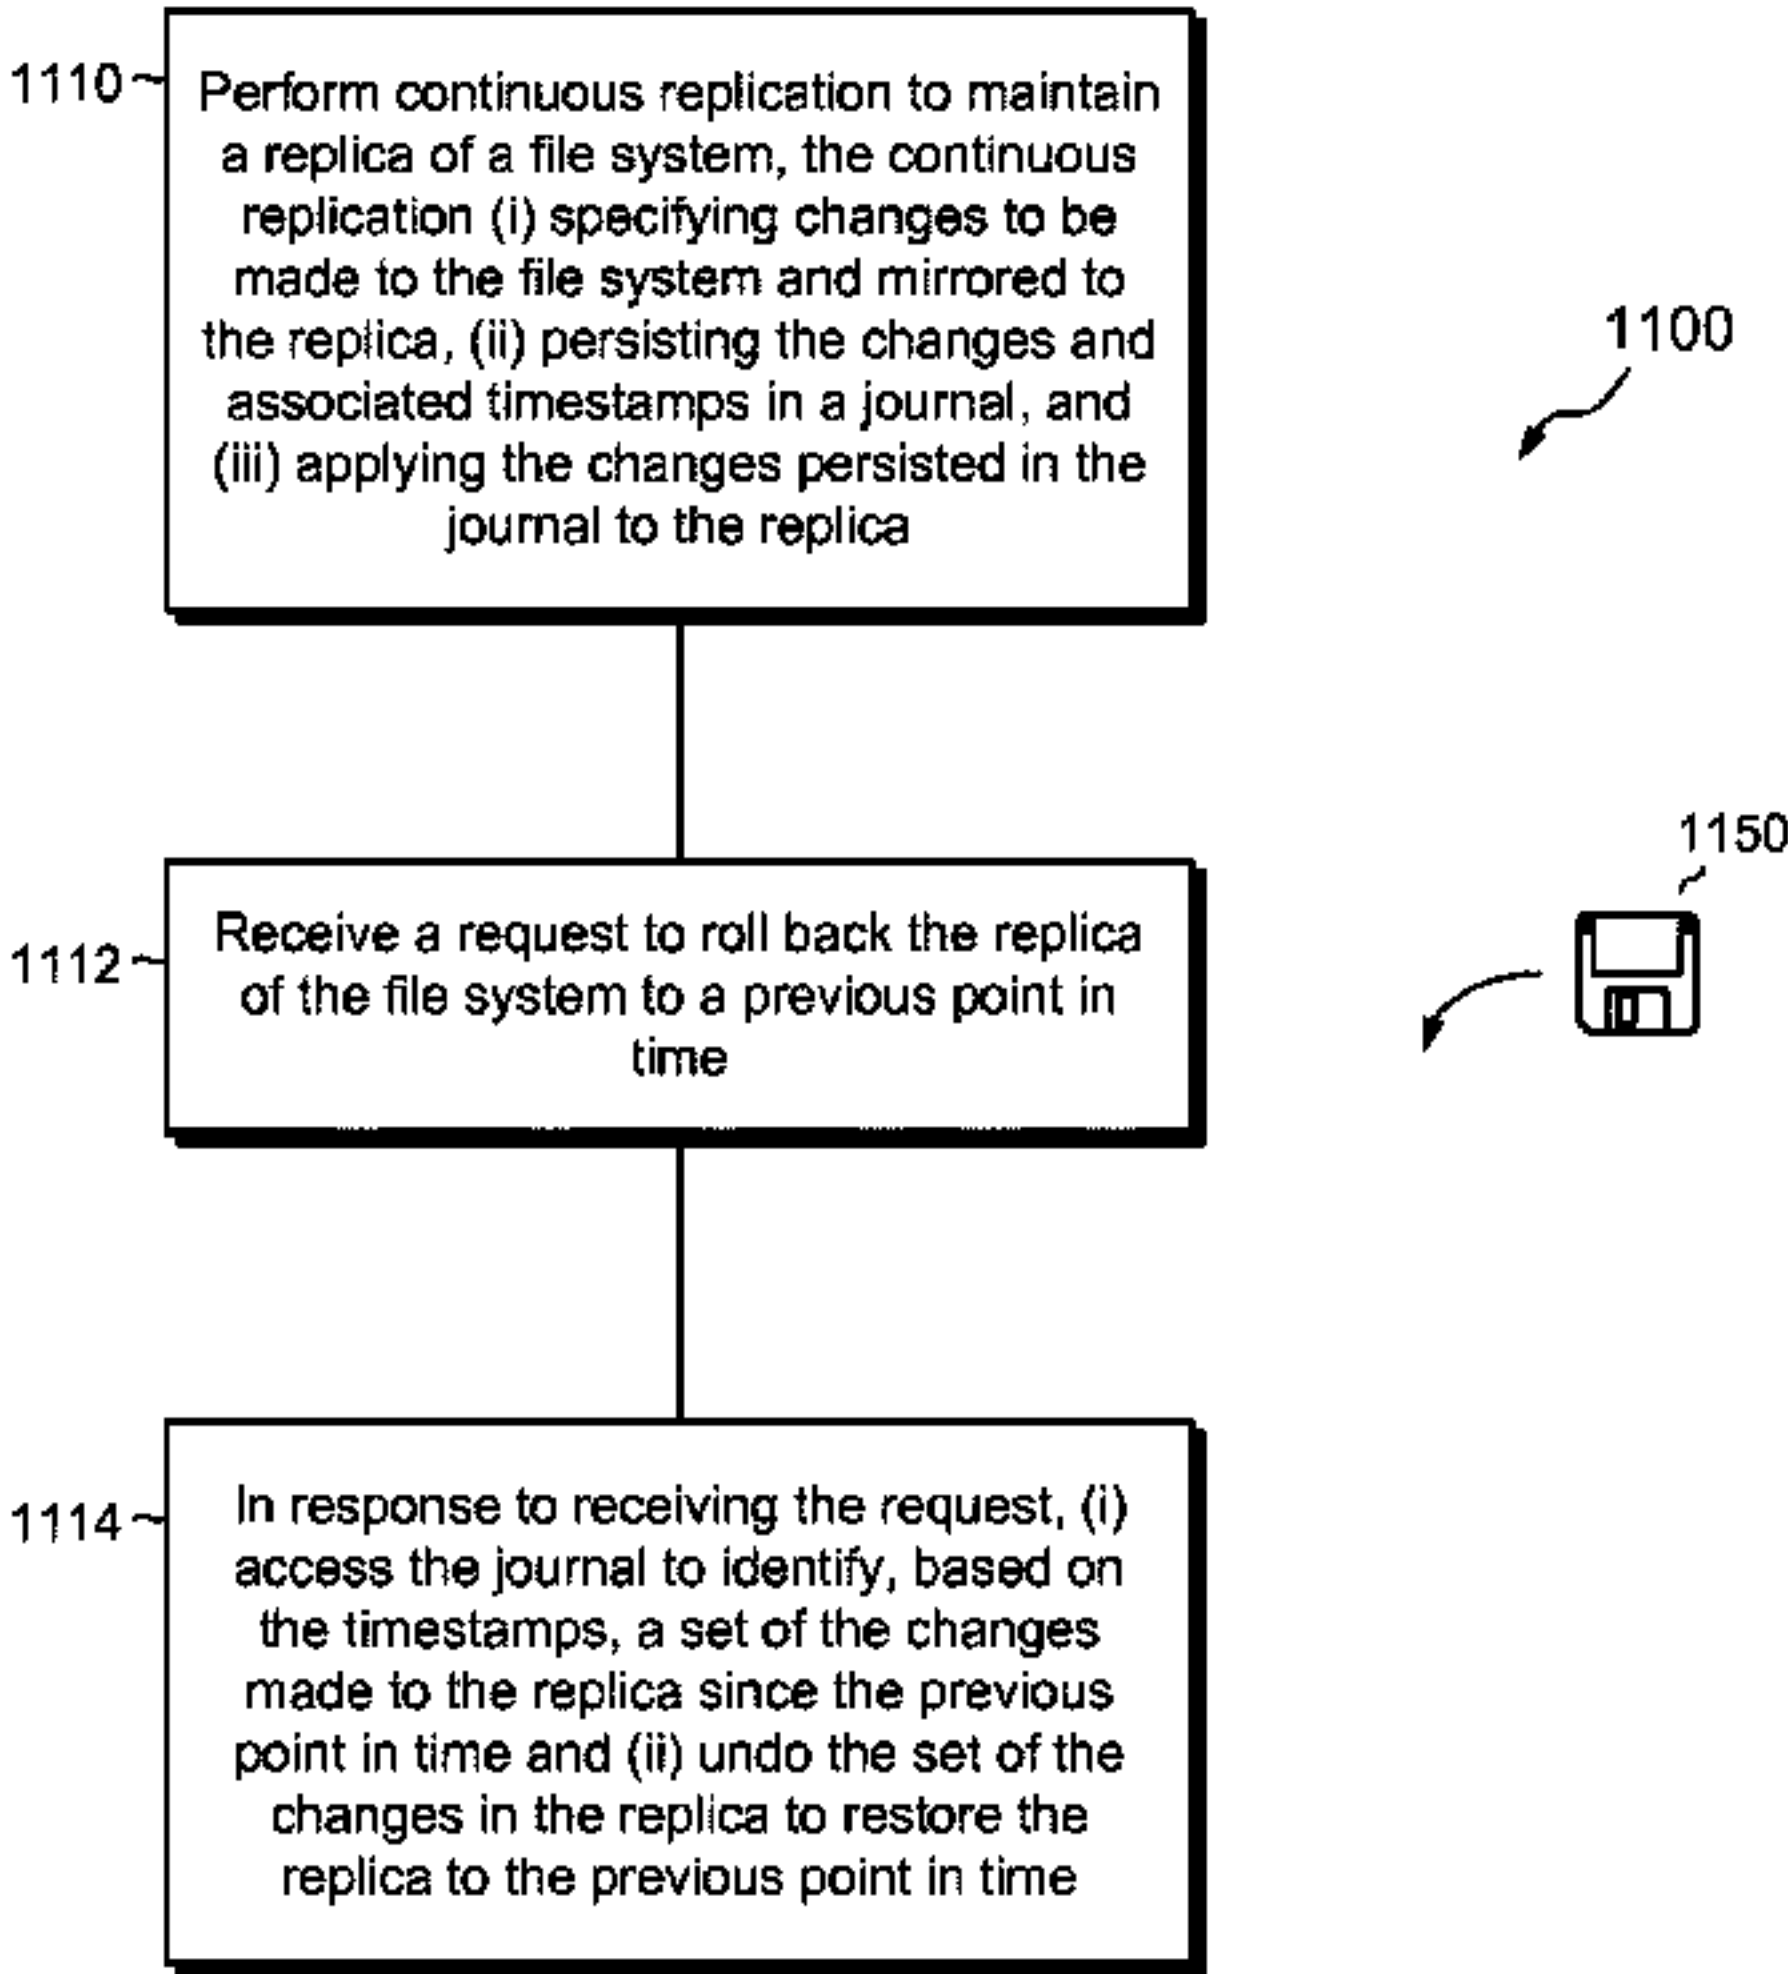 1110
Perform continuous replication to maintain
a replica of a file system, the continuous
replication (i) specifying changes to be
made to the file system and mirrored to
the replica, (ii) persisting the changes and
associated timestamps in a journal, and
(iii) applying the changes persisted in the
journal to the replica
1100
1150
1112
Receive a request to roll back the replica
of the file system to a previous point in
time
1114
In response to receiving the request, (i)
access the journal to identify, based on
the timestamps, a set of the changes
made to the replica since the previous
point in time and (ii) undo the set of the
changes in the replica to restore the
replica to the previous point in time